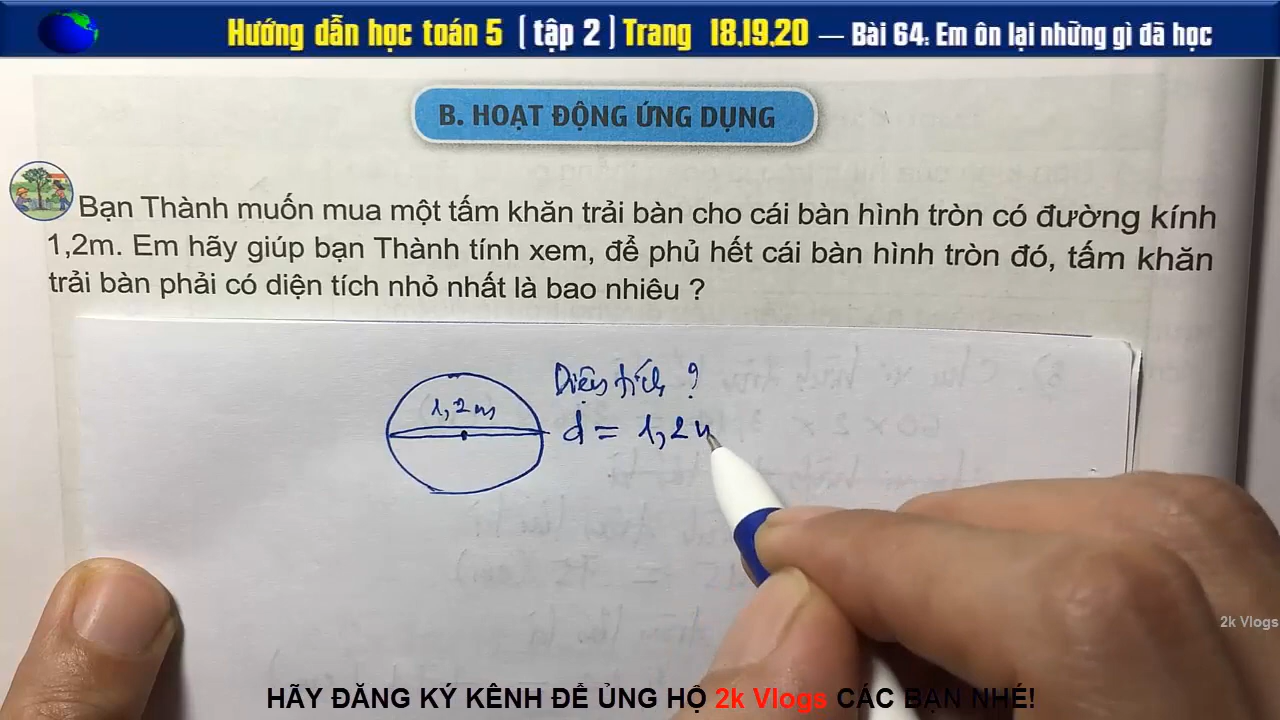 Hướng dẫn học toán 5 ( tập 2 ) Trang 18,19,20 — Bài 64: Em ôn lại những gì đã học
B. HOẠT ĐỘNG ỨNG DỤNG
Bạn Thành muốn mua một tấm khăn trải bàn cho cái bàn hình tròn có đường kính
1,2m. Em hãy giúp bạn Thành tính xem, để phủ hết cái bàn hình tròn đó, tấm khăn
trải bàn phải có diện tích nhỏ nhất là bao nhiêu ?
Diện tích ?
1,2m
d = 1,2
2k Vlogs
HÃY ĐĂNG KÝ KÊNH ĐỂ ỦNG HỘ 2k Vlogs CÁC BẠN NHÉ!